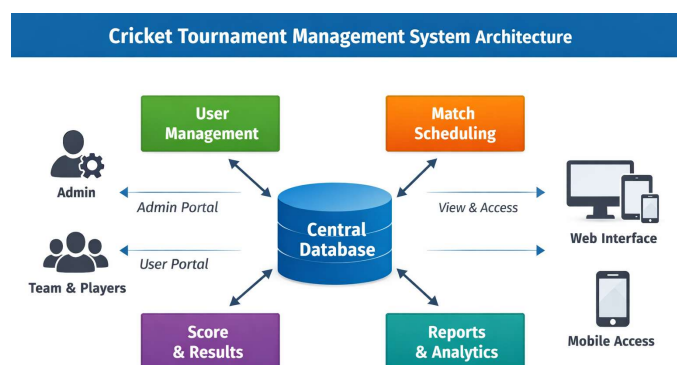 Cricket Tournament Management System Architecture
User
Management
Match
Scheduling
Admin
Admin Portal
Central
Database
View & Access
Web Interface
User Portal
Team & Players
Score
& Results
Reports
& Analytics
Mobile Access